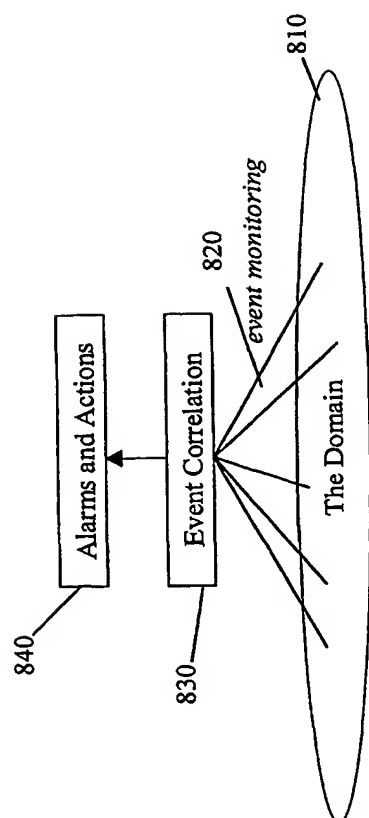 840
Alarms and Actions
830
Event Correlation
820
event monitoring
810
The Domain